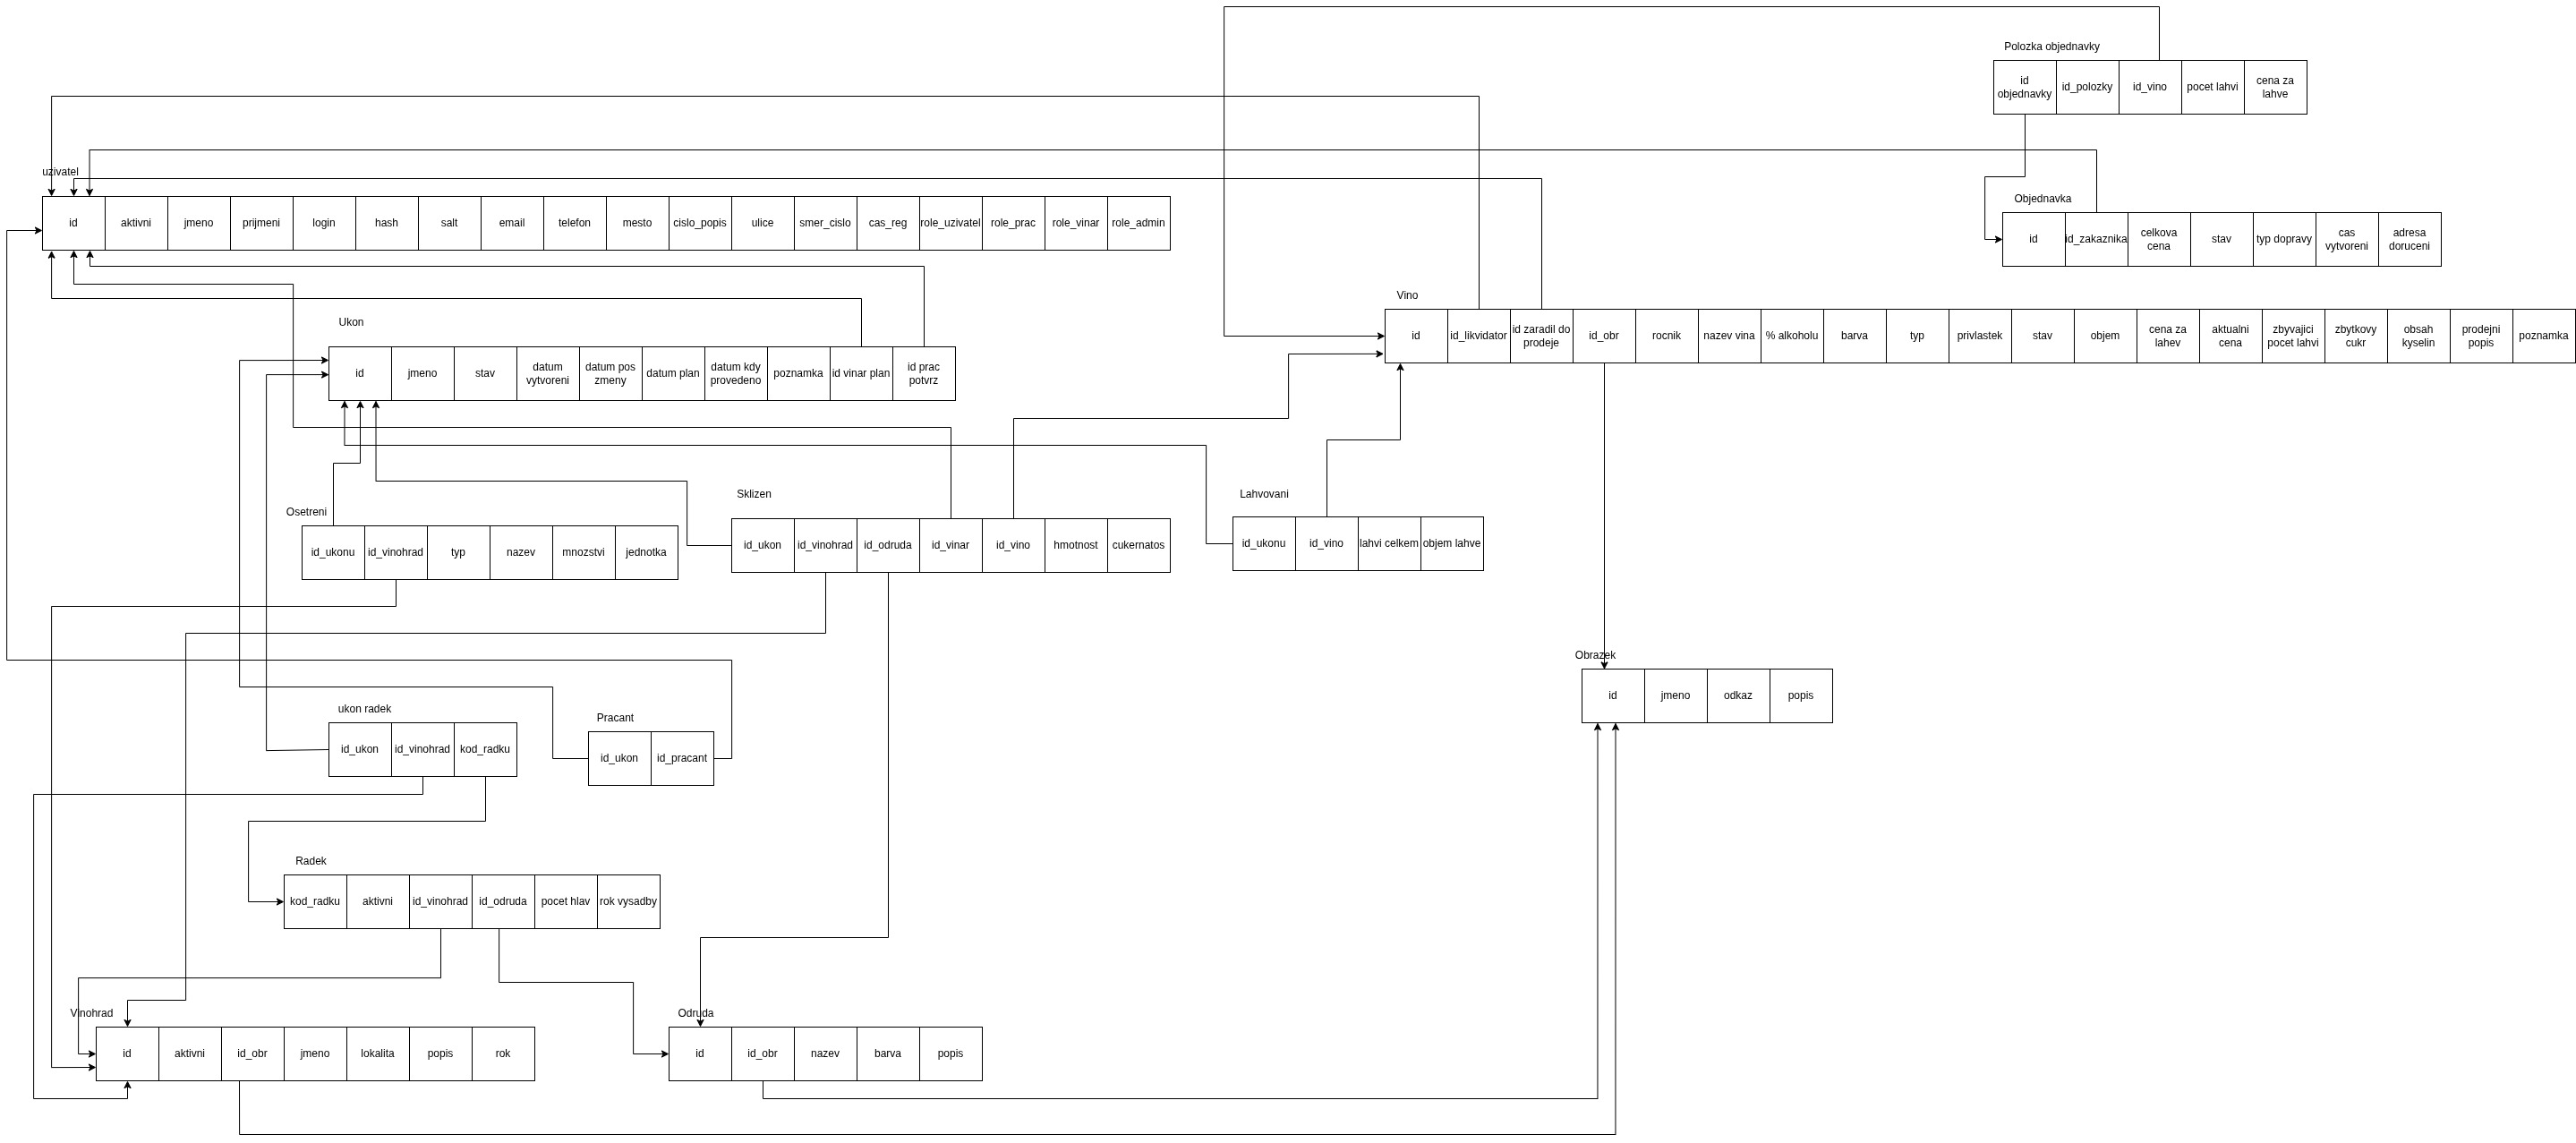 Polozka objednavky
id
objednavky
id_polozky
id_vino
pocet lahvi
cena za
lahve
uzivatel
id
aktivni
jmeno
prijmeni
login
hash
salt
email
telefon
mesto
cislo_popis
ulice
smer_cislo
cas_reg
role_uzivatel
role_prac
role_vinar
role_admin
Objednavka
id
id_zakaznika
celkova
cena
stav
typ dopravy
cas
vytvoreni
adresa
doruceni
Vino
id
id_likvidator
id zaradil do
prodeje
id_obr
rocnik
nazev vina
% alkoholu
barva
typ
privlastek
stav
objem
cena za
lahev
aktualni
cena
zbyvajici
pocet lahvi
zbytkovy
cukr
obsah
kyselin
prodejni
popis
poznamka
Ukon
id
jmeno
stav
datum
vytvoreni
datum pos
zmeny
datum plan
datum kdy
provedeno
poznamka
id vinar plan
id prac
potvrz
Osetreni
id_ukonu
id_vinohrad
typ
nazev
mnozstvi
jednotka
Sklizen
id_ukon
id_vinohrad
id_odruda
id_vinar
id_vino
hmotnost
cukernatos
Lahvovani
id_ukonu
id_vino
lahvi celkem
objem lahve
Obrazek
id
jmeno
odkaz
popis
ukon radek
id_ukon
id_vinohrad
kod_radku
Pracant
id_ukon
id_pracant
Radek
kod_radku
aktivni
id_vinohrad
id_odruda
pocet hlav
rok vysadby
Vinohrad
id
aktivni
id_obr
jmeno
lokalita
popis
rok
Odruda
id
id_obr
nazev
barva
popis